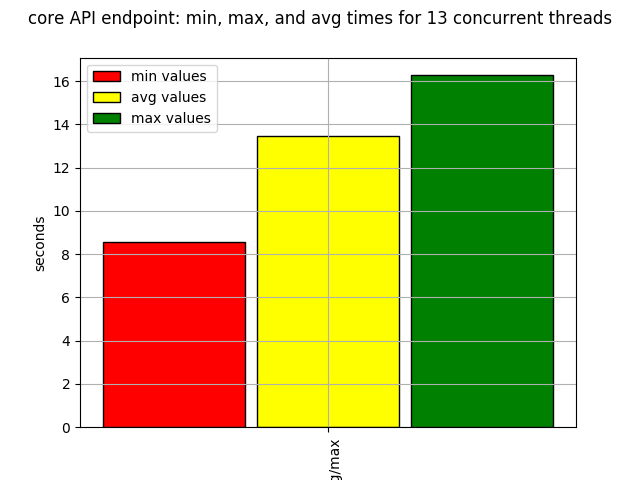 core API endpoint: min, max, and avg times for 13 concurrent threads
min values
avg values
max values
seconds
16
14
12
10
8
6
4
2
0
g/max